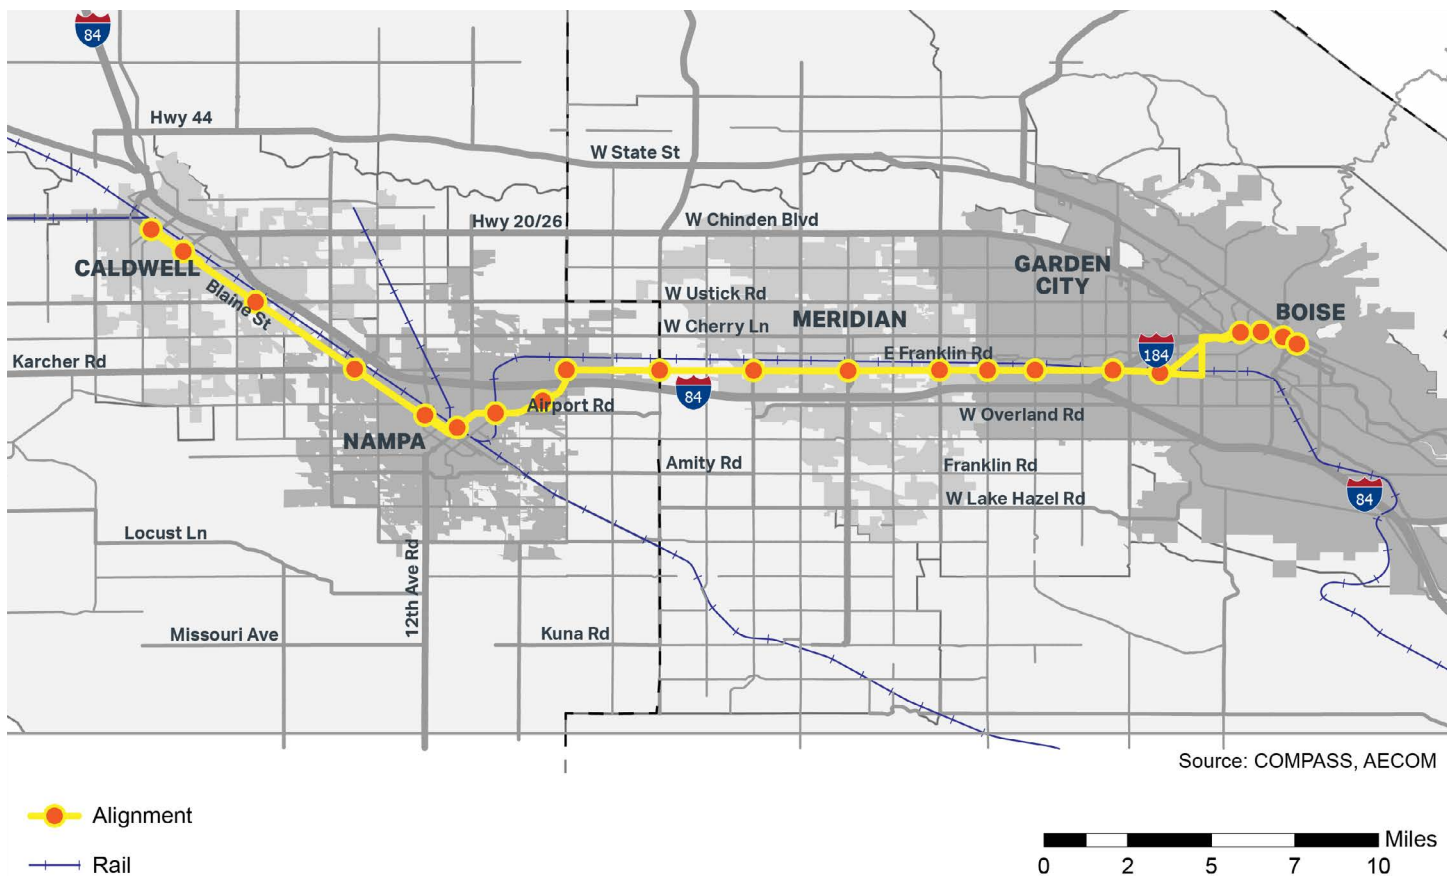 84
Hwy 44
W State St
Hwy 20/26
W Chinden Blvd
CALDWELL
GARDEN
CITY
Blaine St
W Ustick Rd
W Cherry Ln
MERIDIAN
BOISE
Karcher Rd
E Franklin Rd
184
84
Airport Rd
W Overland Rd
NAMPA
Amity Rd
Franklin Rd
W Lake Hazel Rd
84
Locust Ln
12th Ave Rd
Missouri Ave
Kuna Rd
Source: COMPASS, AECOM
Alignment
Rail
Miles
0 2 5 7 10